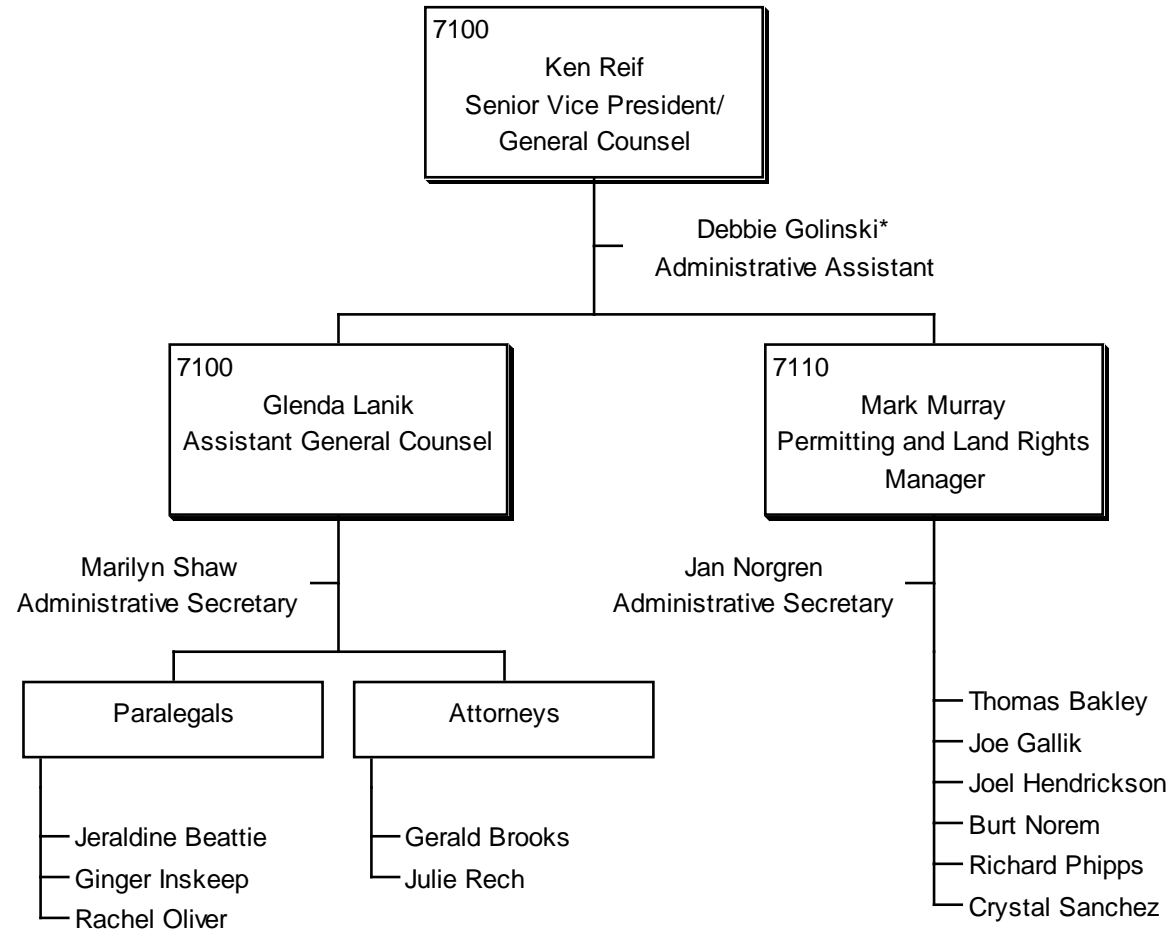 7100
Ken Reif
Senior Vice President/
General Counsel
Debbie Golinski*
Administrative Assistant
7100
Glenda Lanik
Assistant General Counsel
7110
Mark Murray
Permitting and Land Rights
Manager
Marilyn Shaw
Administrative Secretary
Jan Norgren
Administrative Secretary
Paralegals
Jeraldine Beattie
Ginger Inskeep
Rachel Oliver
Attorneys
Gerald Brooks
Julie Rech
Thomas Bakley
Joe Gallik
Joel Hendrickson
Burt Norem
Richard Phipps
Crystal Sanchez